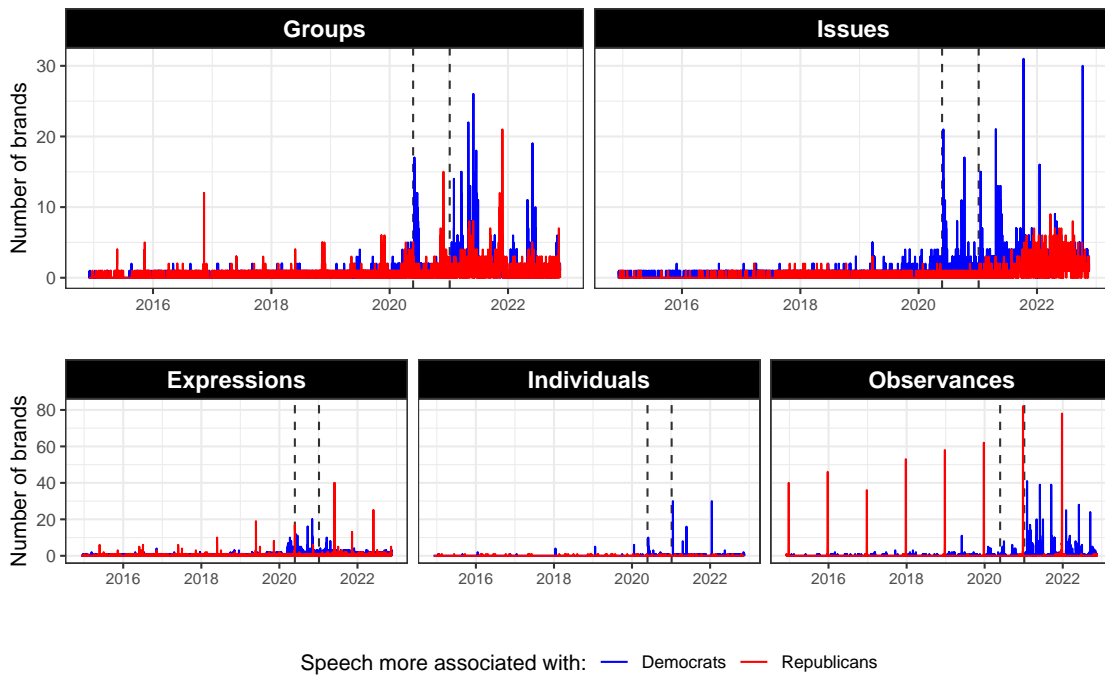 Groups
Issues
Number of brands
30
20
10
0
2016 2018 2020 2022
2016 2018 2020 2022
Expressions
Individuals
Observances
Number of brands
80
60
40
20
0
2016 2018 2020 2022
2016 2018 2020 2022
2016 2018 2020 2022
Speech more associated with: Democrats Republicans